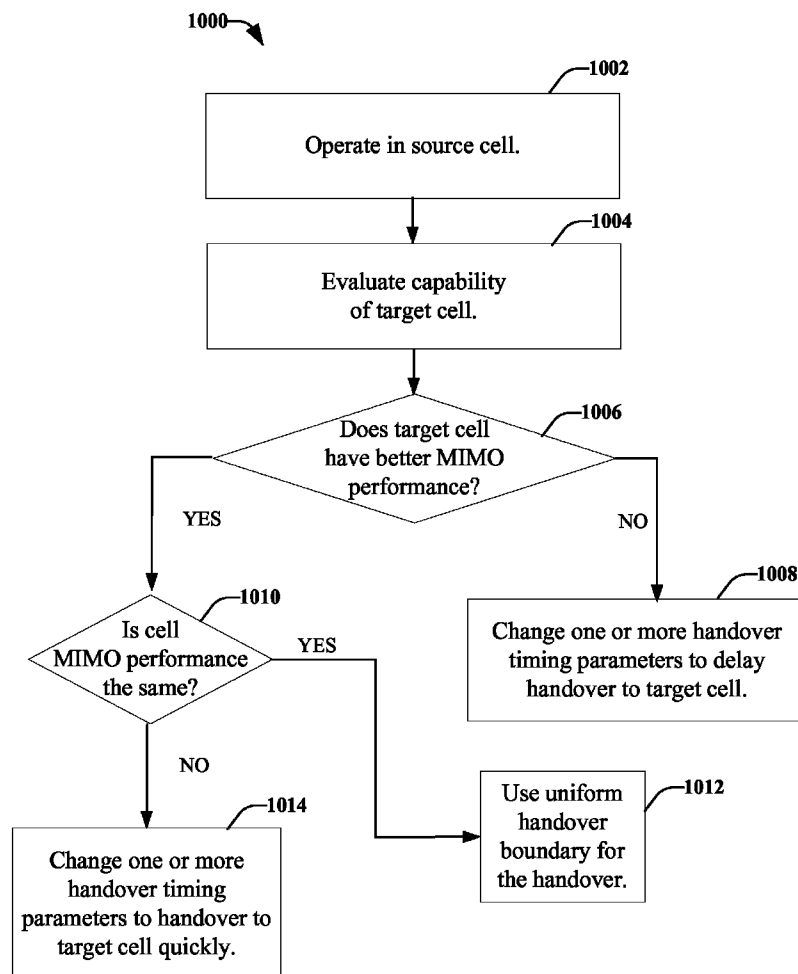 1000
1002
Operate in source cell.
1004
Evaluate capability
of target cell.
1006
Does target cell
have better MIMO
performance?
YES
NO
1008
Change one or more handover
timing parameters to delay
handover to target cell.
1010
Is cell
MIMO performance
the same?
YES
NO
1012
Use uniform
handover
boundary for
the handover.
1014
Change one or more
handover timing
parameters to handover to
target cell quickly.